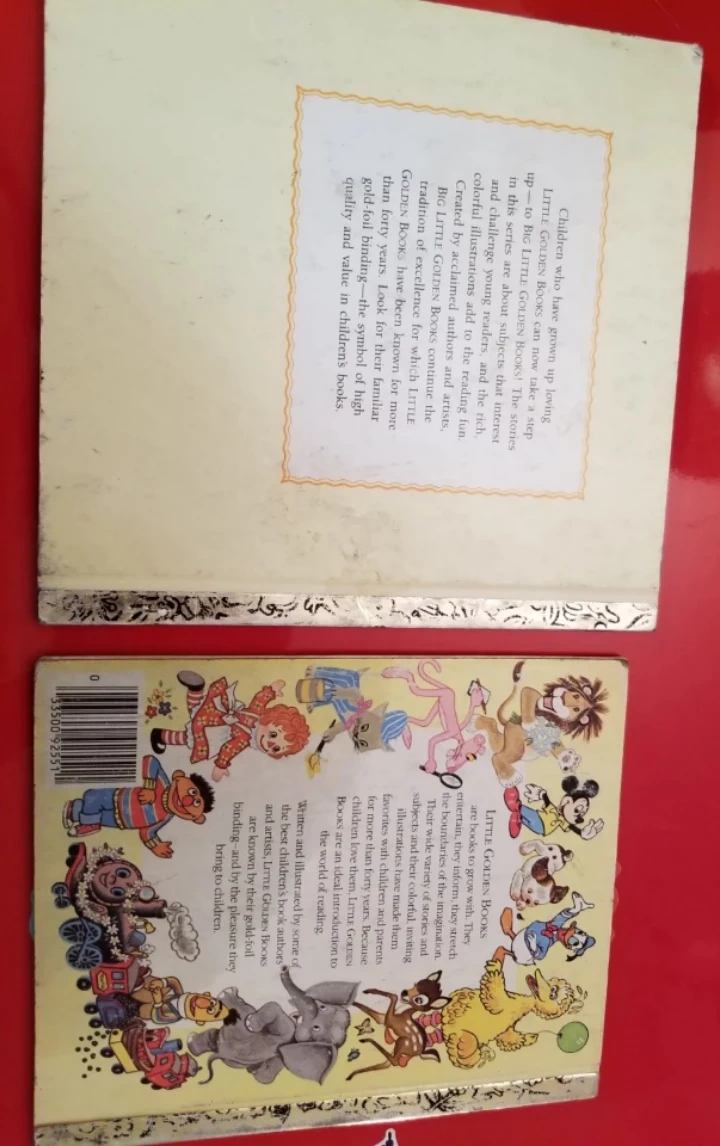 Children who have grown up loving
LITTLE GOLDEN BOOKS can now take a step
up—to BIG LITTLE GOLDEN BOOKS! The stories
in this series are about subjects that interest
and challenge young readers, and the rich,
colorful illustrations add to the reading fun.
Created by acclaimed authors and artists,
BIG LITTLE GOLDEN BOOKS continue the
tradition of excellence for which LITTLE
GOLDEN BOOKS have been known for more
than forty years. Look for their familiar
gold-foil binding—the symbol of high
quality and value in children's books.
LITTLE GOLDEN BOOKS
are books to grow with. They
entertain, they inform, they stretch
the boundaries of the imagination.
Their wide variety of stories and
subjects and their colorful, inviting
illustrations have made them
favorites with children and parents
for more than forty years. Because
children love them, LITTLE GOLDEN
BOOKS are an ideal introduction to
the world of reading.
Written and illustrated by some of
the best children's book authors
and artists, LITTLE GOLDEN BOOKS
are known by their gold-foil
binding—and by the pleasure they
bring to children.
0
33500 92551